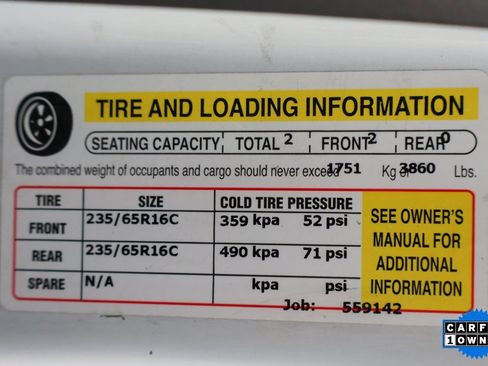 TIRE AND LOADING INFORMATION
SEATING CAPACITY TOTAL 2 FRONT 2 REAR 0
The combined weight of occupants and cargo should never exceed 1751 Kg or 3860 Lbs.
TIRE SIZE COLD TIRE PRESSURE
FRONT 235/65R16C 359 kpa 52 psi
REAR 235/65R16C 490 kpa 71 psi
SPARE N/A kpa psi
SEE OWNER'S
MANUAL FOR
ADDITIONAL
INFORMATION
Job: 559142
CARF
1 OWN